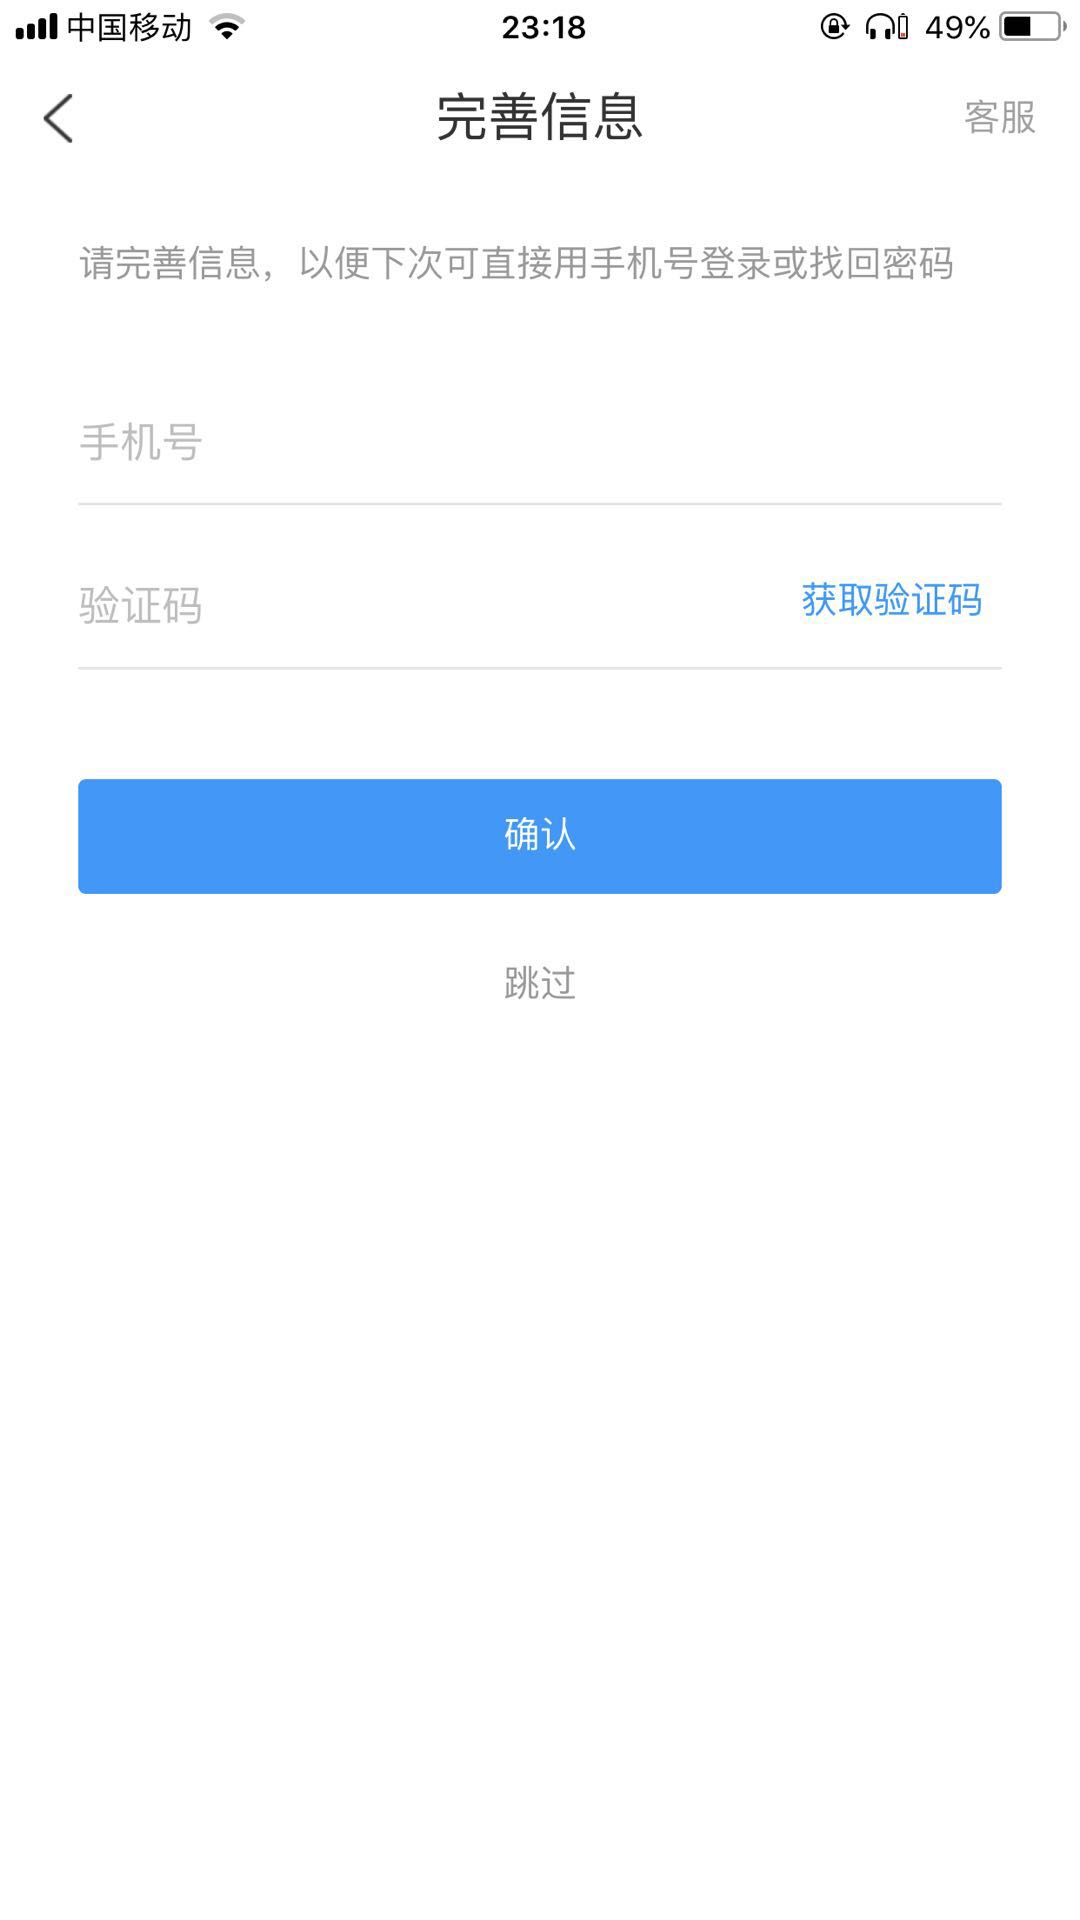 中国移动 23:18 49%
完善信息 客服
请完善信息，以便下次可直接用手机号登录或找回密码
手机号
验证码 获取验证码
确认
跳过